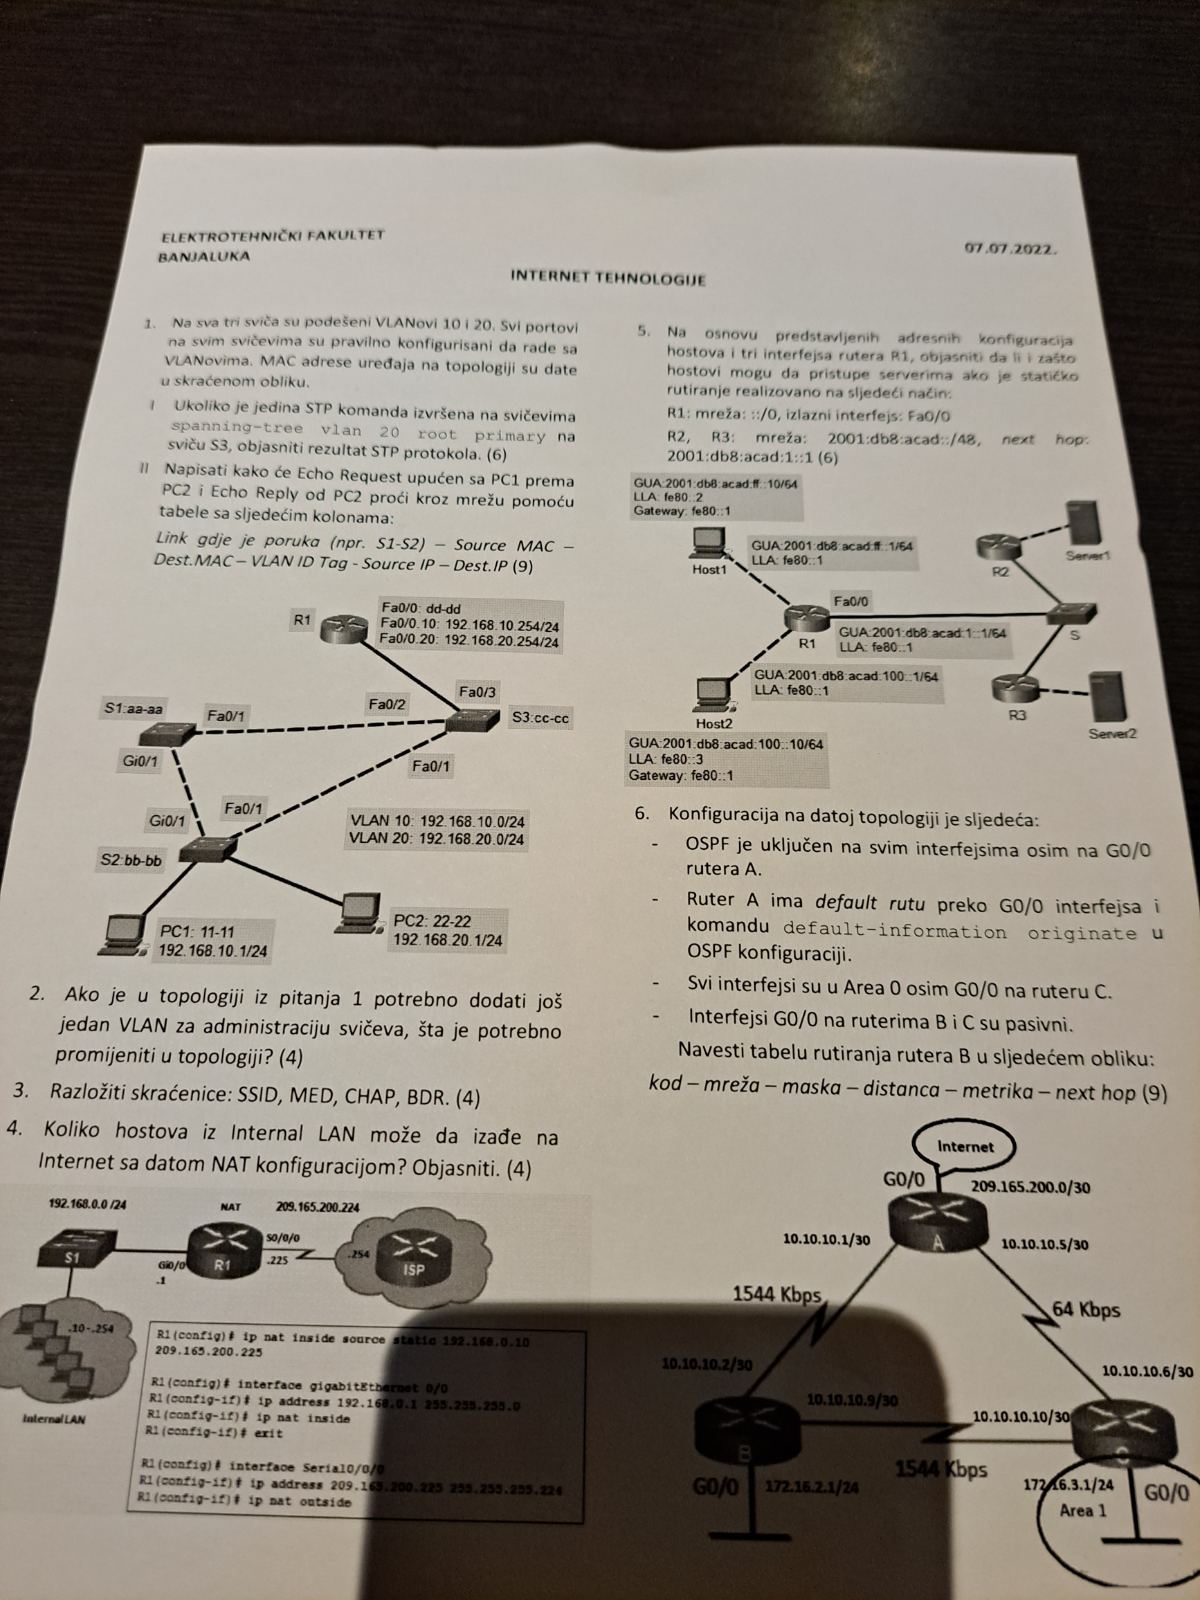 ELEKTROTEHNIČKI FAKULTET
BANJALUKA
07.07.2022.
INTERNET TEHNOLOGIJE
1. Na sva tri sviča su podešeni VLANovi 10 i 20. Svi portovi
na svim svičevima su pravilno konfigurisani da rade sa
VLANovima. MAC adrese uređaja na topologiji su date
u skraćenom obliku.
I Ukoliko je jedina STP komanda izvršena na svičevima
spanning-tree vlan 20 root primary na
sviču S3, objasniti rezultat STP protokola. (6)
II Napisati kako će Echo Request upućen sa PC1 prema
PC2 i Echo Reply od PC2 proći kroz mrežu pomoću
tabele sa sljedećim kolonama:
Link gdje je poruka (npr. S1-S2) – Source MAC –
Dest.MAC – VLAN ID Tag - Source IP – Dest.IP (9)
R1
Fa0/0: dd-dd
Fa0/0.10: 192.168.10.254/24
Fa0/0.20: 192.168.20.254/24
Fa0/3
S1:aa-aa
Fa0/1
Fa0/2
S3:cc-cc
Gi0/1
Fa0/1
Gi0/1
Fa0/1
VLAN 10: 192.168.10.0/24
VLAN 20: 192.168.20.0/24
S2:bb-bb
PC1: 11-11
192.168.10.1/24
PC2: 22-22
192.168.20.1/24
2. Ako je u topologiji iz pitanja 1 potrebno dodati još
jedan VLAN za administraciju svičeva, šta je potrebno
promijeniti u topologiji? (4)
3. Razložiti skraćenice: SSID, MED, CHAP, BDR. (4)
4. Koliko hostova iz Internal LAN može da izađe na
Internet sa datom NAT konfiguracijom? Objasniti. (4)
192.168.0.0 /24
NAT
209.165.200.224
S1
Gi0/0
.1
R1
S0/0/0
.225
.254
ISP
.10-.254
Internal LAN
R1(config)# ip nat inside source static 192.168.0.10
209.165.200.225
R1(config)# interface gigabitEthernet 0/0
R1(config-if)# ip address 192.168.0.1 255.255.255.0
R1(config-if)# ip nat inside
R1(config-if)# exit
R1(config)# interface Serial0/0/0
R1(config-if)# ip address 209.165.200.225 255.255.255.224
R1(config-if)# ip nat outside
5. Na osnovu predstavljenih adresnih konfiguracija
hostova i tri interfejsa rutera R1, objasniti da li i zašto
hostovi mogu da pristupe serverima ako je statičko
rutiranje realizovano na sljedeći način:
R1: mreža: ::/0, izlazni interfejs: Fa0/0
R2, R3: mreža: 2001:db8:acad::/48, next hop:
2001:db8:acad:1::1 (6)
GUA:2001:db8:acad:ff::10/64
LLA: fe80::2
Gateway: fe80::1
Host1
GUA:2001:db8:acad:ff::1/64
LLA: fe80::1
R2
Server1
Fa0/0
R1
GUA:2001:db8:acad:1::1/64
LLA: fe80::1
S
GUA:2001:db8:acad:100::1/64
LLA: fe80::1
Host2
R3
Server2
GUA:2001:db8:acad:100::10/64
LLA: fe80::3
Gateway: fe80::1
6. Konfiguracija na datoj topologiji je sljedeća:
- OSPF je uključen na svim interfejsima osim na G0/0
rutera A.
- Ruter A ima default rutu preko G0/0 interfejsa i
komandu default-information originate u
OSPF konfiguraciji.
- Svi interfejsi su u Area 0 osim G0/0 na ruteru C.
- Interfejsi G0/0 na ruterima B i C su pasivni.
Navesti tabelu rutiranja rutera B u sljedećem obliku:
kod – mreža – maska – distanca – metrika – next hop (9)
Internet
G0/0
209.165.200.0/30
A
10.10.10.1/30
10.10.10.5/30
1544 Kbps
64 Kbps
10.10.10.2/30
10.10.10.6/30
10.10.10.9/30
10.10.10.10/30
B
C
1544 Kbps
G0/0
172.16.2.1/24
172.16.3.1/24
G0/0
Area 1